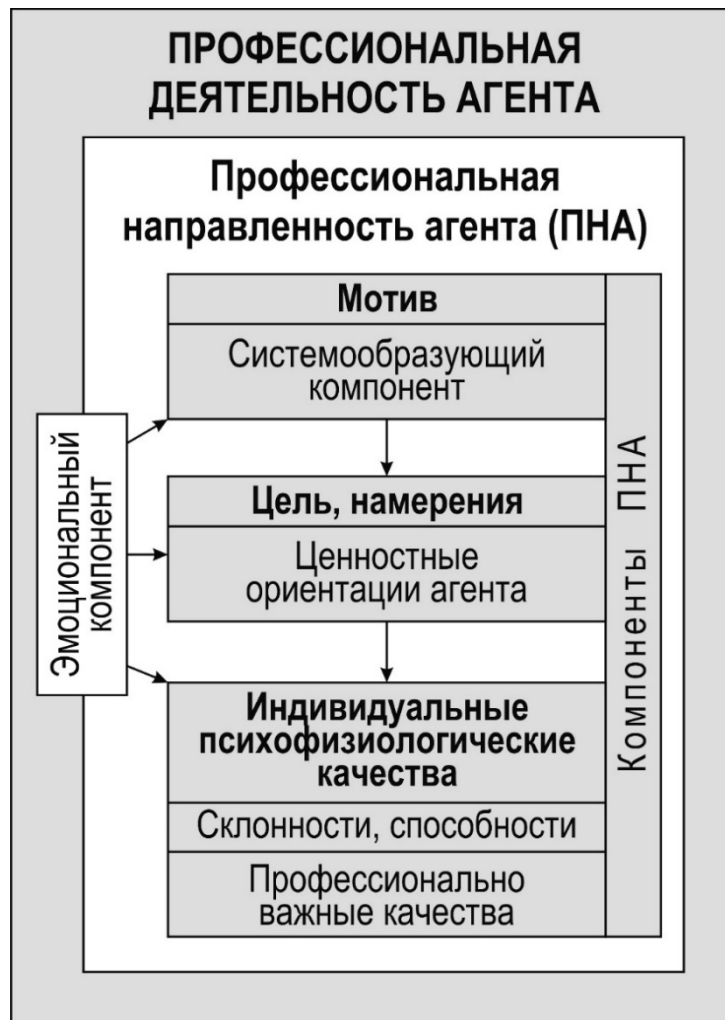 ПРОФЕССИОНАЛЬНАЯ
ДЕЯТЕЛЬНОСТЬ АГЕНТА
Профессиональная
направленность агента (ПНА)
Мотив
Системообразующий
компонент
Эмоциональный
компонент
Цель, намерения
Ценностные
ориентации агента
Индивидуальные
психофизиологические
качества
Склонности, способности
Профессионально
важные качества
Компоненты ПНА